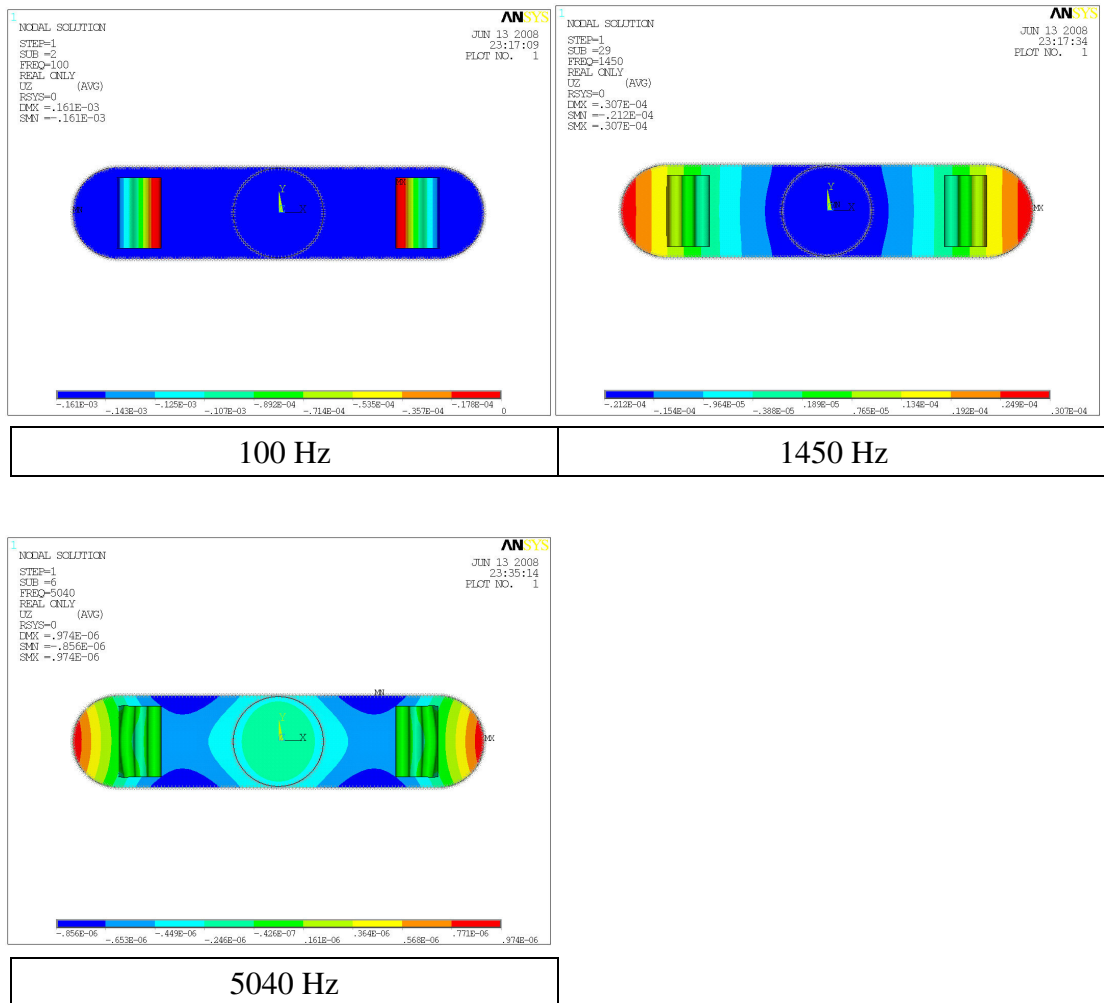 1
ANSYS
NODAL SOLUTION
JUN 13 2008
STEP=1
23:17:09
SUB =2
PLOT NO. 1
FREQ=100
REAL ONLY
UZ (AVG)
RSYS=0
DMX =.161E-03
SMN =-.161E-03
Y
X
MN
MX
-.161E-03 -.125E-03 -.892E-04 -.535E-04 -.178E-04
-.143E-03 -.107E-03 -.714E-04 -.357E-04 0
100 Hz
1
ANSYS
NODAL SOLUTION
JUN 13 2008
STEP=1
23:17:34
SUB =29
PLOT NO. 1
FREQ=1450
REAL ONLY
UZ (AVG)
RSYS=0
DMX =.307E-04
SMN =-.212E-04
SMX =.307E-04
Y
X
MX
-.212E-04 -.964E-05 .189E-05 .134E-04 .249E-04
-.154E-04 -.388E-05 .765E-05 .192E-04 .307E-04
1450 Hz
1
ANSYS
NODAL SOLUTION
JUN 13 2008
STEP=1
23:35:14
SUB =6
PLOT NO. 1
FREQ=5040
REAL ONLY
UZ (AVG)
RSYS=0
DMX =.974E-06
SMN =-.856E-06
SMX =.974E-06
MN
Y
X
MX
-.856E-06 -.449E-06 -.426E-07 .364E-06 .771E-06
-.653E-06 -.246E-06 .161E-06 .568E-06 .974E-06
5040 Hz